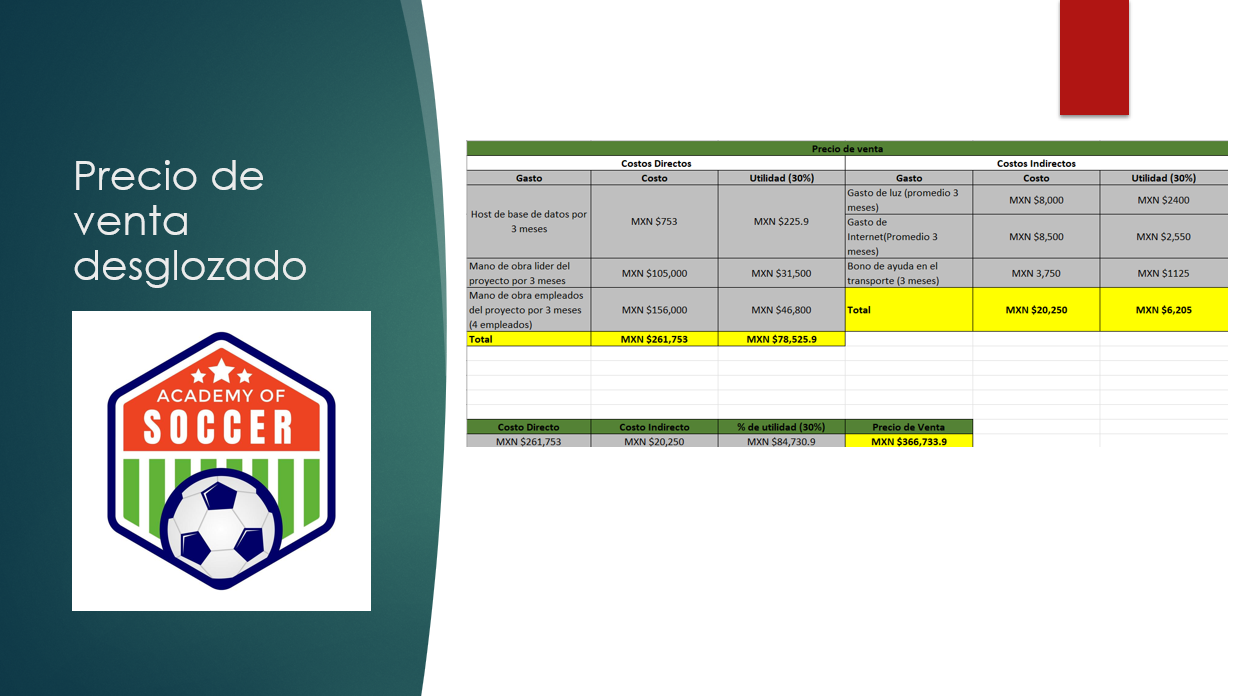 Precio de
venta
desglozado
ACADEMY OF
SOCCER
Precio de venta
Costos Directos Costos Indirectos
Gasto Costo Utilidad (30%) Gasto Costo Utilidad (30%)
Host de base de datos por
3 meses
MXN $753 MXN $225.9
Gasto de luz (promedio 3
meses)
MXN $8,000 MXN $2400
Gasto de
Internet(Promedio 3
meses)
MXN $8,500 MXN $2,550
Mano de obra lider del
proyecto por 3 meses
MXN $105,000 MXN $31,500
Bono de ayuda en el
transporte (3 meses)
MXN 3,750 MXN $1125
Mano de obra empleados
del proyecto por 3 meses
(4 empleados)
MXN $156,000 MXN $46,800
Total MXN $20,250 MXN $6,205
Total MXN $261,753 MXN $78,525.9
Costo Directo Costo Indirecto % de utilidad (30%) Precio de Venta
MXN $261,753 MXN $20,250 MXN $84,730.9 MXN $366,733.9